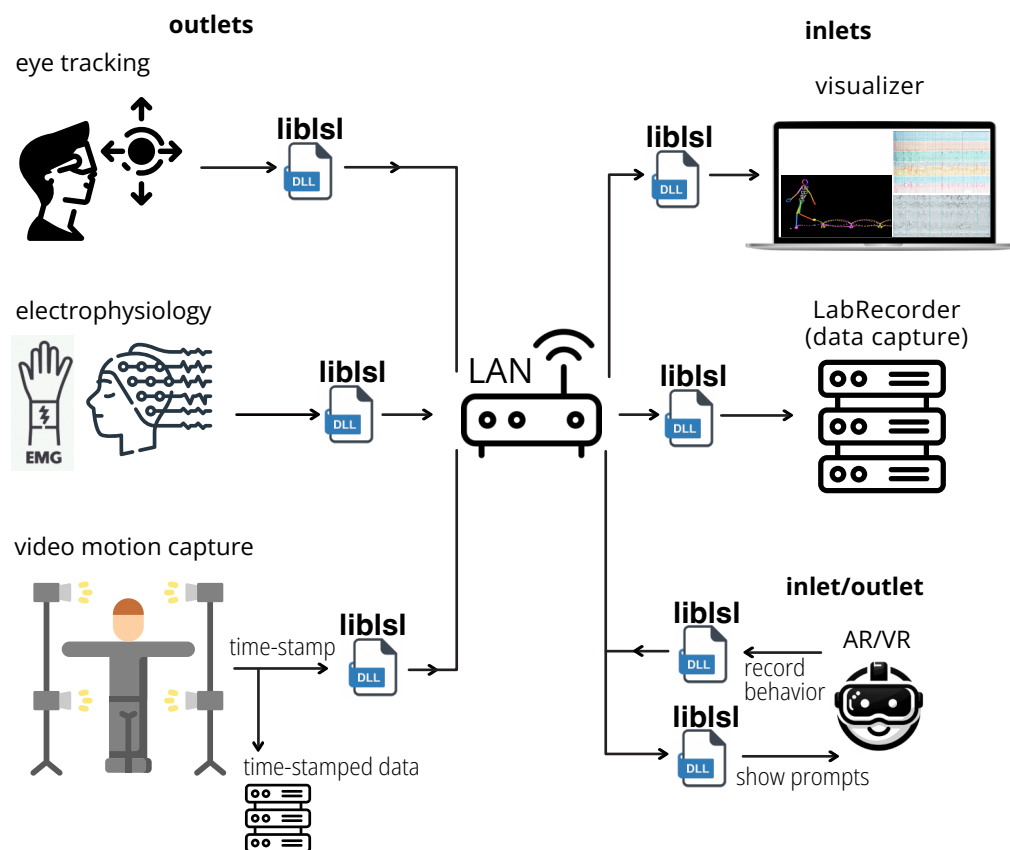 outlets
inlets
eye tracking
visualizer
liblsl
DLL
liblsl
DLL
electrophysiology
LabRecorder
(data capture)
EMG
liblsl
DLL
LAN
liblsl
DLL
video motion capture
inlet/outlet
time-stamp
liblsl
DLL
liblsl
DLL
AR/VR
record
behavior
liblsl
DLL
show prompts
time-stamped data